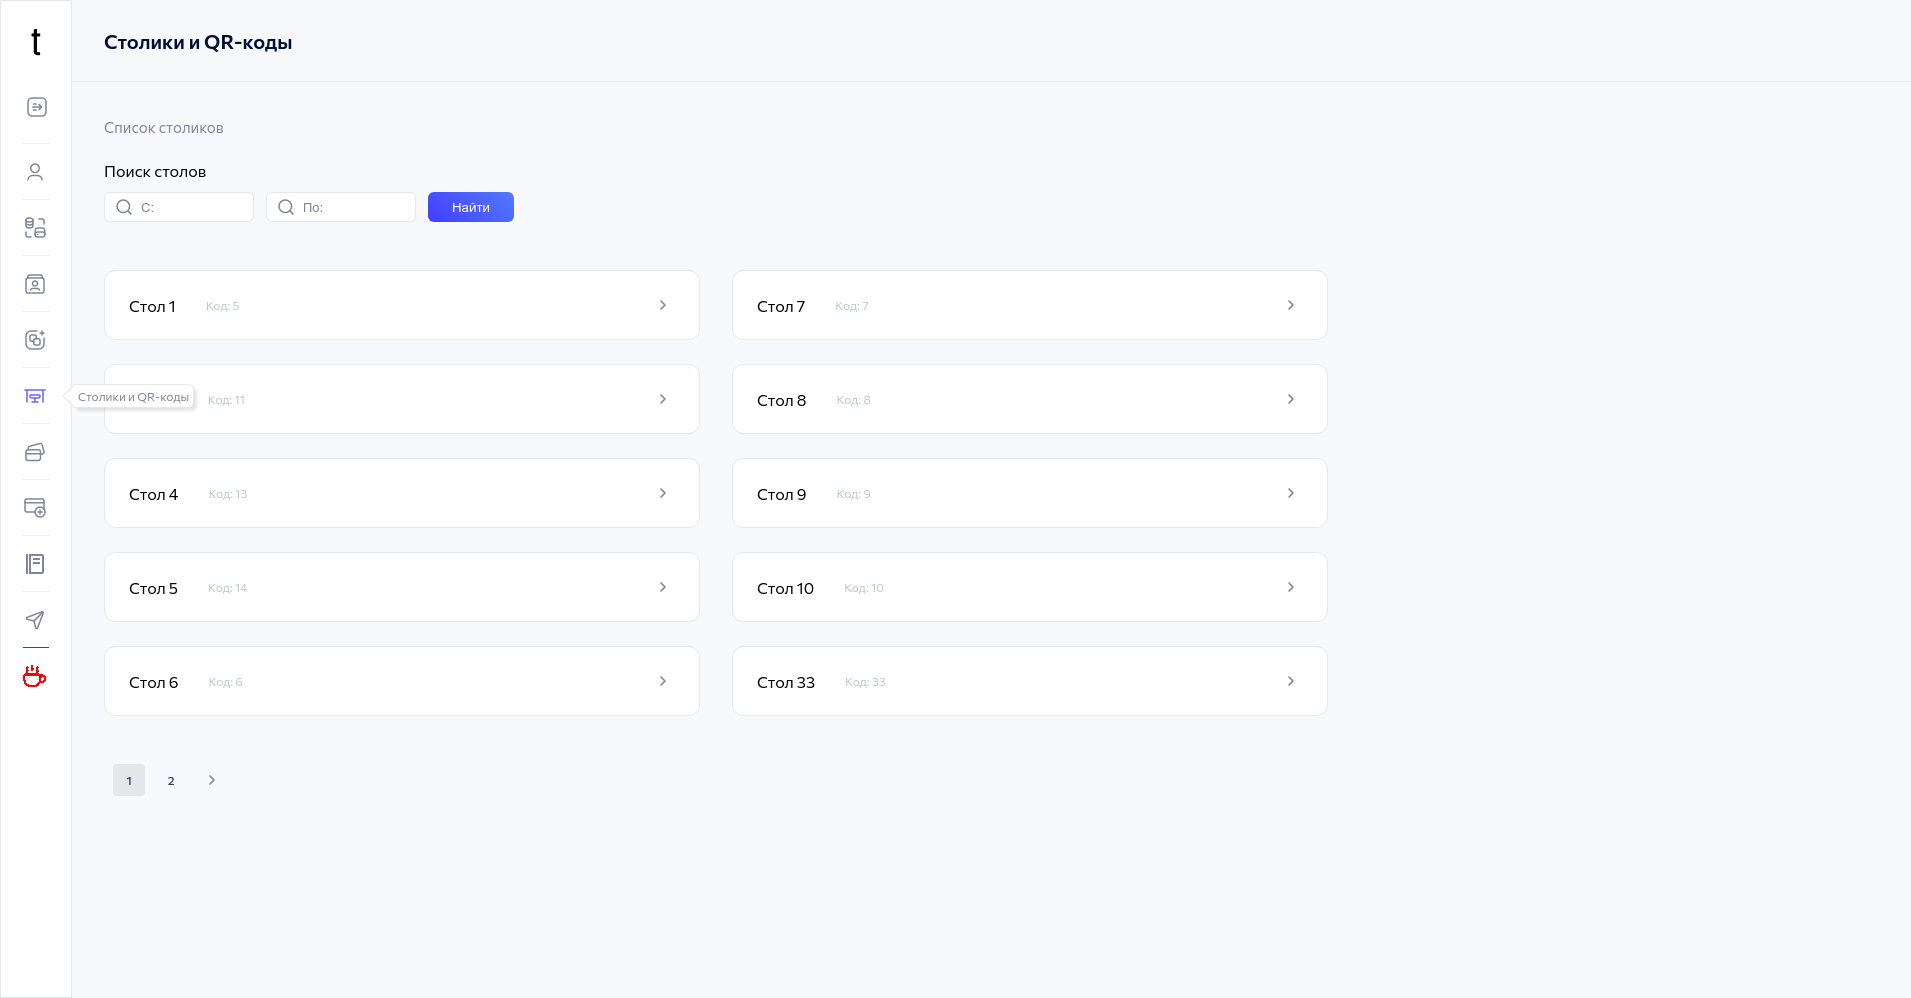 t
Столики и QR-коды
Список столиков
Поиск столов
С:
По:
Найти
Стол 1 Код: 5
Стол 7 Код: 7
Столики и QR-коды
Код: 11
Стол 8 Код: 8
Стол 4 Код: 13
Стол 9 Код: 9
Стол 5 Код: 14
Стол 10 Код: 10
Стол 6 Код: 6
Стол 33 Код: 33
1 2